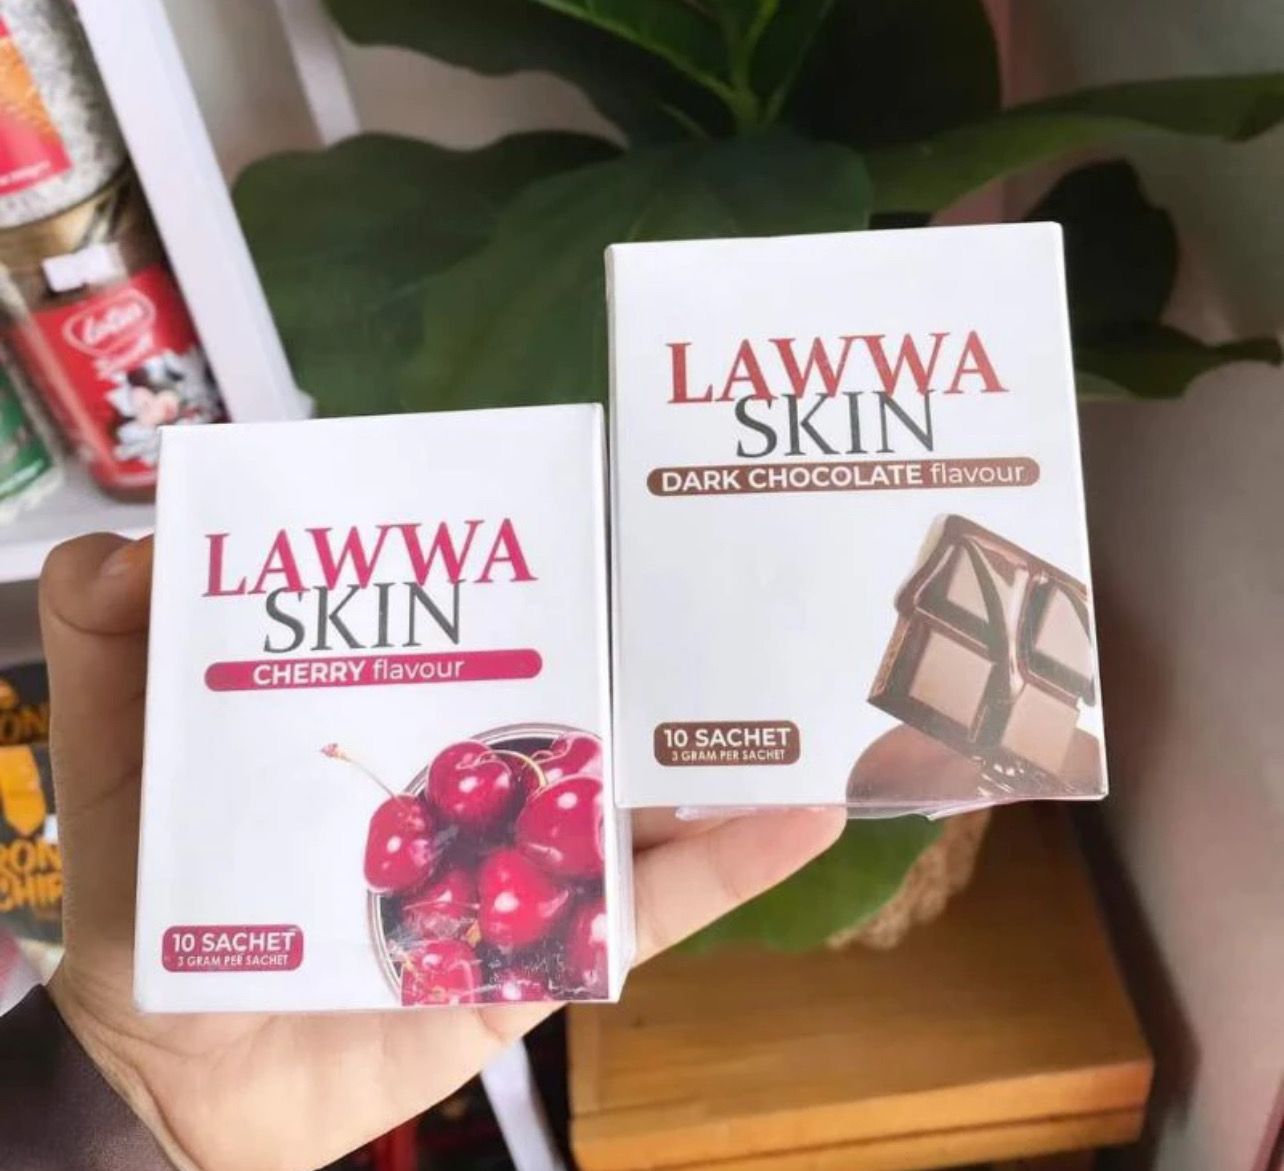 LAWWA
SKIN
CHERRY flavour
10 SACHET
3 GRAM PER SACHET
LAWWA
SKIN
DARK CHOCOLATE flavour
10 SACHET
3 GRAM PER SACHET
Lotus